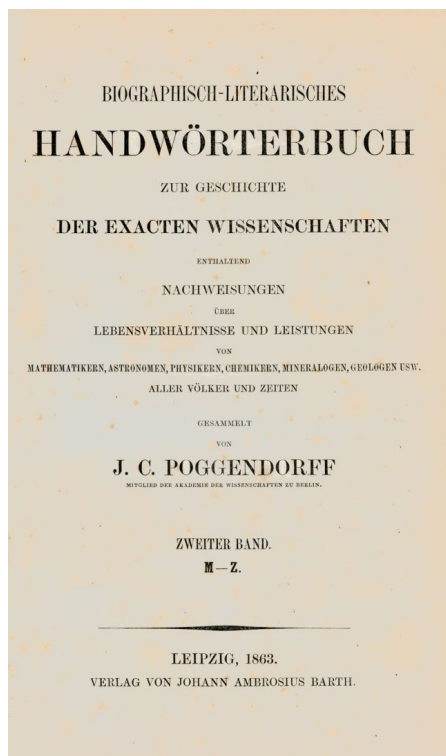 BIOGRAPHISCH-LITERARISCHES
HANDWÖRTERBUCH
ZUR GESCHICHTE
DER EXACTEN WISSENSCHAFTEN
ENTHALTEND
NACHWEISUNGEN
ÜBER
LEBENSVERHÄLTNISSE UND LEISTUNGEN
VON
MATHEMATIKERN, ASTRONOMEN, PHYSIKERN, CHEMIKERN, MINERALOGEN, GEOLOGEN USW.
ALLER VÖLKER UND ZEITEN
GESAMMELT
VON
J. C. POGGENDORFF
MITGLIED DER AKADEMIE DER WISSENSCHAFTEN ZU BERLIN.
ZWEITER BAND.
M—Z.
LEIPZIG, 1863.
VERLAG VON JOHANN AMBROSIUS BARTH.